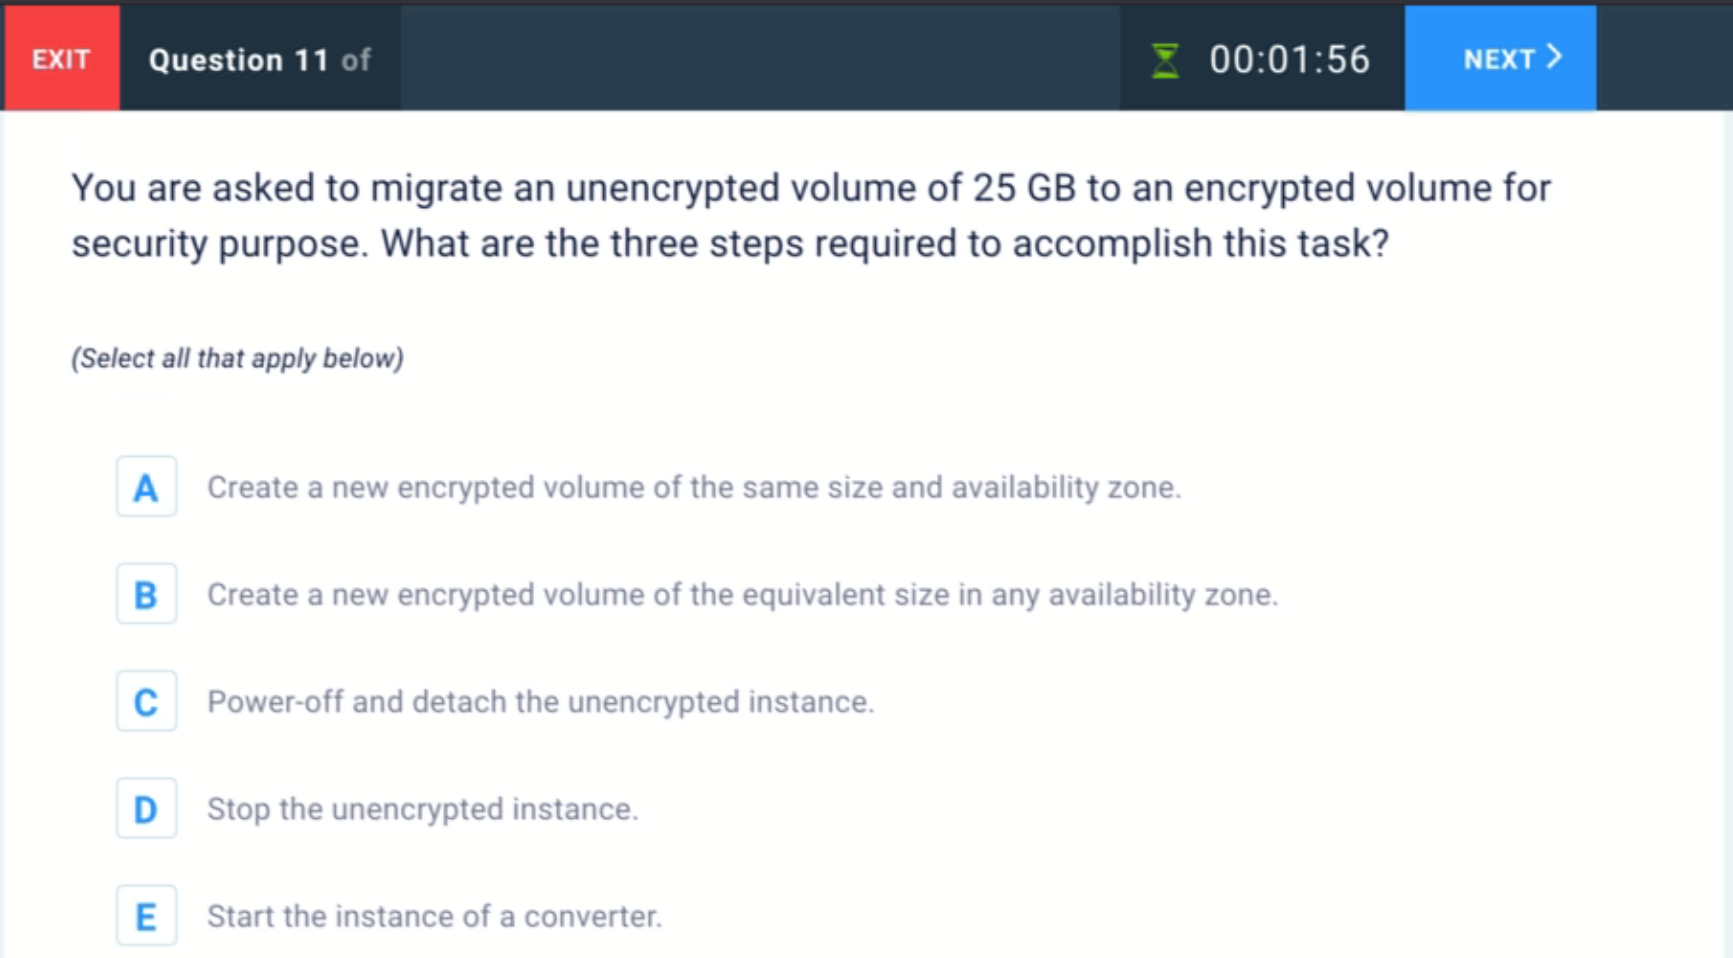 EXIT
Question 11 of
00:01:56
NEXT
You are asked to migrate an unencrypted volume of 25 GB to an encrypted volume for
security purpose. What are the three steps required to accomplish this task?
(Select all that apply below)
A Create a new encrypted volume of the same size and availability zone.
B Create a new encrypted volume of the equivalent size in any availability zone.
C Power-off and detach the unencrypted instance.
D Stop the unencrypted instance.
E Start the instance of a converter.